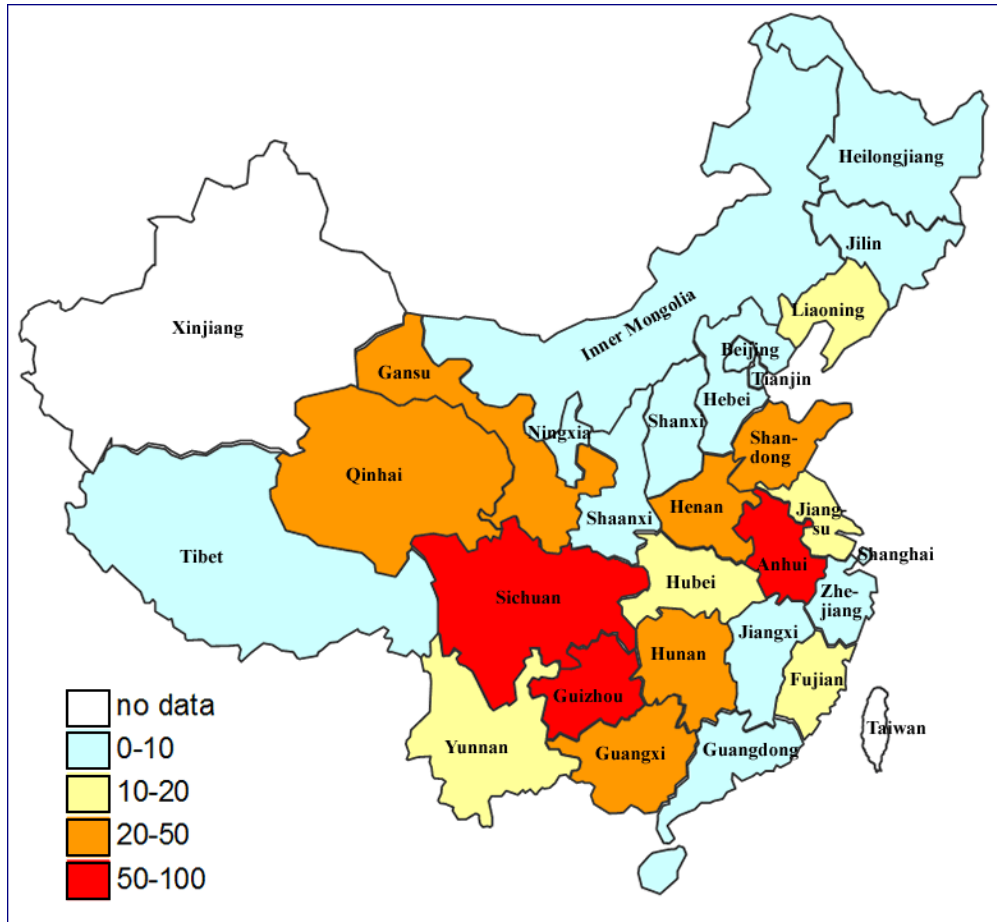 Heilongjiang
Jilin
Liaoning
Inner Mongolia
Xinjiang
Beijing
Tianjin
Gansu
Hebei
Shanxi
Ningxia
Shan-
dong
Qinhai
Henan
Jiang-
su
Shaanxi
Tibet
Shanghai
Anhui
Hubei
Sichuan
Zhe-
jiang
Jiangxi
Hunan
Fujian
Guizhou
Taiwan
Yunnan
Guangxi
Guangdong
no data
0-10
10-20
20-50
50-100